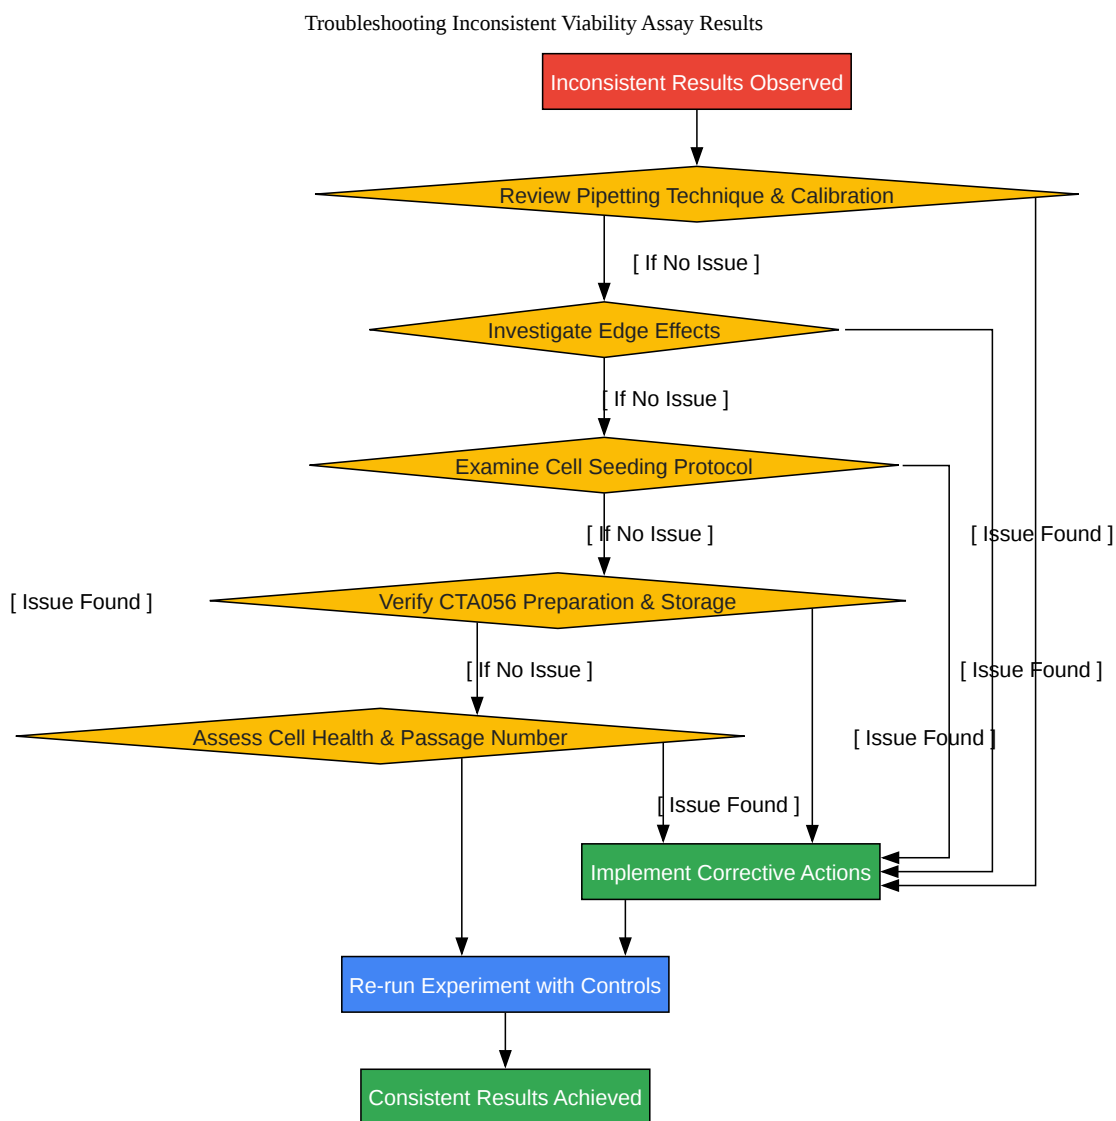 Troubleshooting Inconsistent Viability Assay Results
Inconsistent Results Observed
Review Pipetting Technique & Calibration
[ If No Issue ]
Investigate Edge Effects
[ If No Issue ]
Examine Cell Seeding Protocol
[ If No Issue ]
[ Issue Found ]
[ Issue Found ]
Verify CTA056 Preparation & Storage
[ If No Issue ]
[ Issue Found ]
Assess Cell Health & Passage Number
[ Issue Found ]
[ Issue Found ]
Implement Corrective Actions
Re-run Experiment with Controls
Consistent Results Achieved